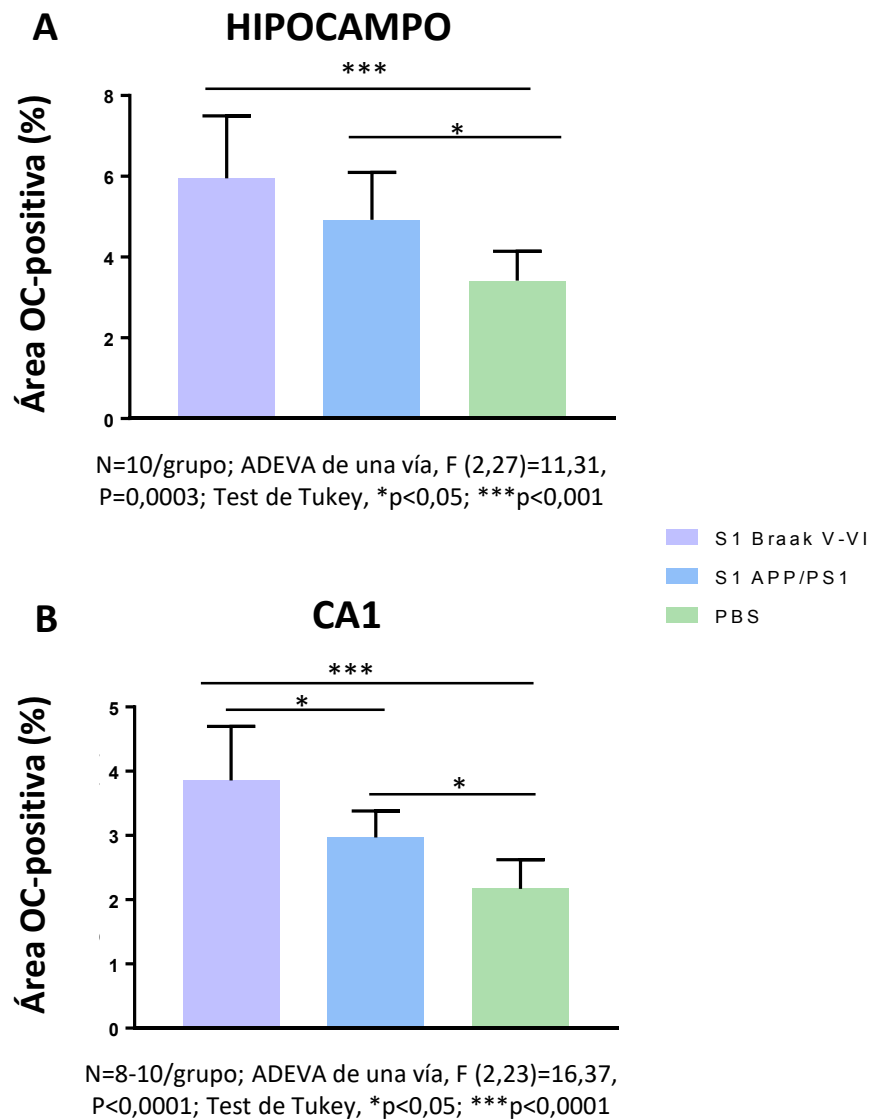 A
HIPOCAMPO
***
*
Área OC-positiva (%)
8
6
4
2
0
N=10/grupo; ADEVA de una vía, F (2,27)=11,31,
P=0,0003; Test de Tukey, *p<0,05; ***p<0,001
S1 Braak V-VI
S1 APP/PS1
PBS
B
CA1
***
*
*
Área OC-positiva (%)
5
4
3
2
1
0
N=8-10/grupo; ADEVA de una vía, F (2,23)=16,37,
P<0,0001; Test de Tukey, *p<0,05; ***p<0,0001